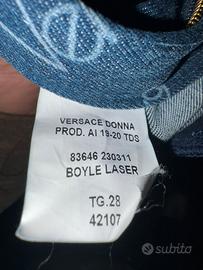 VERSACE DONNA
PROD. AI 19-20 TDS
83646 230311
BOYLE LASER
TG.28
42107
subito